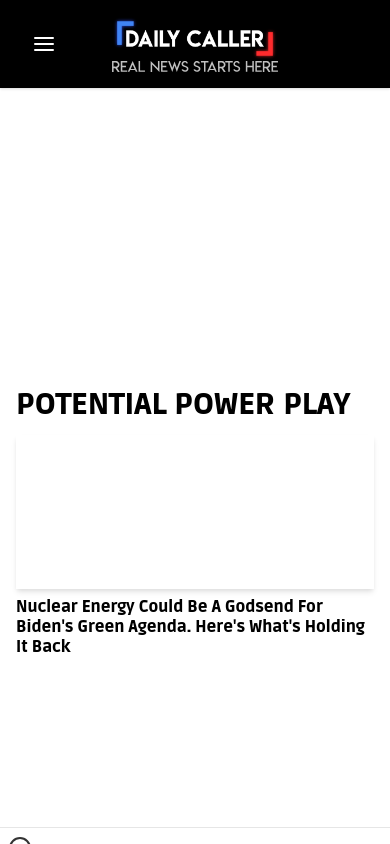 DAILY CALLER
REAL NEWS STARTS HERE
POTENTIAL POWER PLAY
Nuclear Energy Could Be A Godsend For
Biden's Green Agenda. Here's What's Holding
It Back